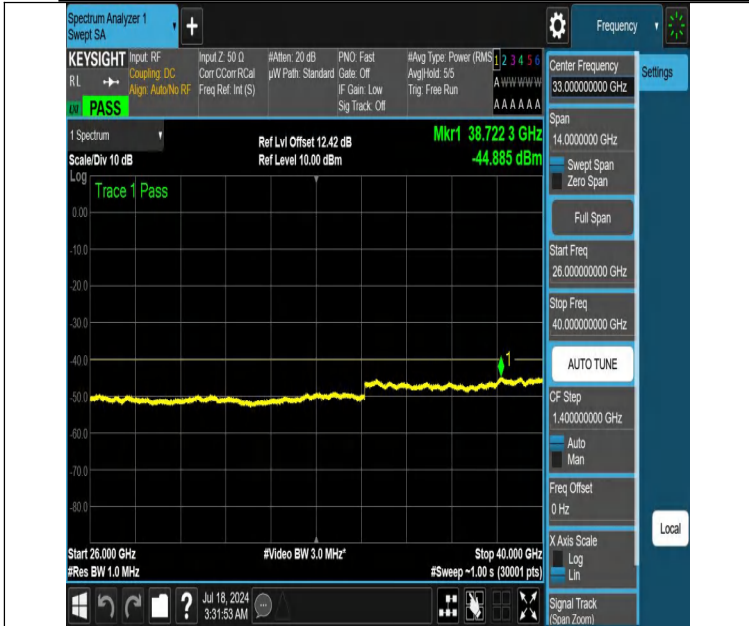 Spectrum Analyzer 1
Swept SA
+
Frequency
KEYSIGHT
RL
LXI
PASS
Input: RF
Coupling: DC
Align: Auto/No RF
Input Z: 50 Ω
Corr CCorr RCal
Freq Ref: Int (S)
#Atten: 20 dB
µW Path: Standard
PNO: Fast
Gate: Off
IF Gain: Low
Sig Track: Off
#Avg Type: Power (RMS
Avg|Hold: 5/5
Trig: Free Run
1 2 3 4 5 6
A W W W W W
A A A A A A
1 Spectrum
Scale/Div 10 dB
Ref Lvl Offset 12.42 dB
Ref Level 10.00 dBm
Mkr1 38.722 3 GHz
-44.885 dBm
Log
Trace 1 Pass
0.00
-10.0
-20.0
-30.0
-40.0
1
-50.0
-60.0
-70.0
-80.0
Start 26.000 GHz
#Res BW 1.0 MHz
#Video BW 3.0 MHz*
Stop 40.000 GHz
#Sweep ~1.00 s (30001 pts)
?
Jul 18, 2024
3:31:53 AM
Center Frequency
33.000000000 GHz
Settings
Span
14.0000000 GHz
Swept Span
Zero Span
Full Span
Start Freq
26.000000000 GHz
Stop Freq
40.000000000 GHz
AUTO TUNE
CF Step
1.400000000 GHz
Auto
Man
Freq Offset
0 Hz
X Axis Scale
Log
Lin
Local
Signal Track
(Span Zoom)